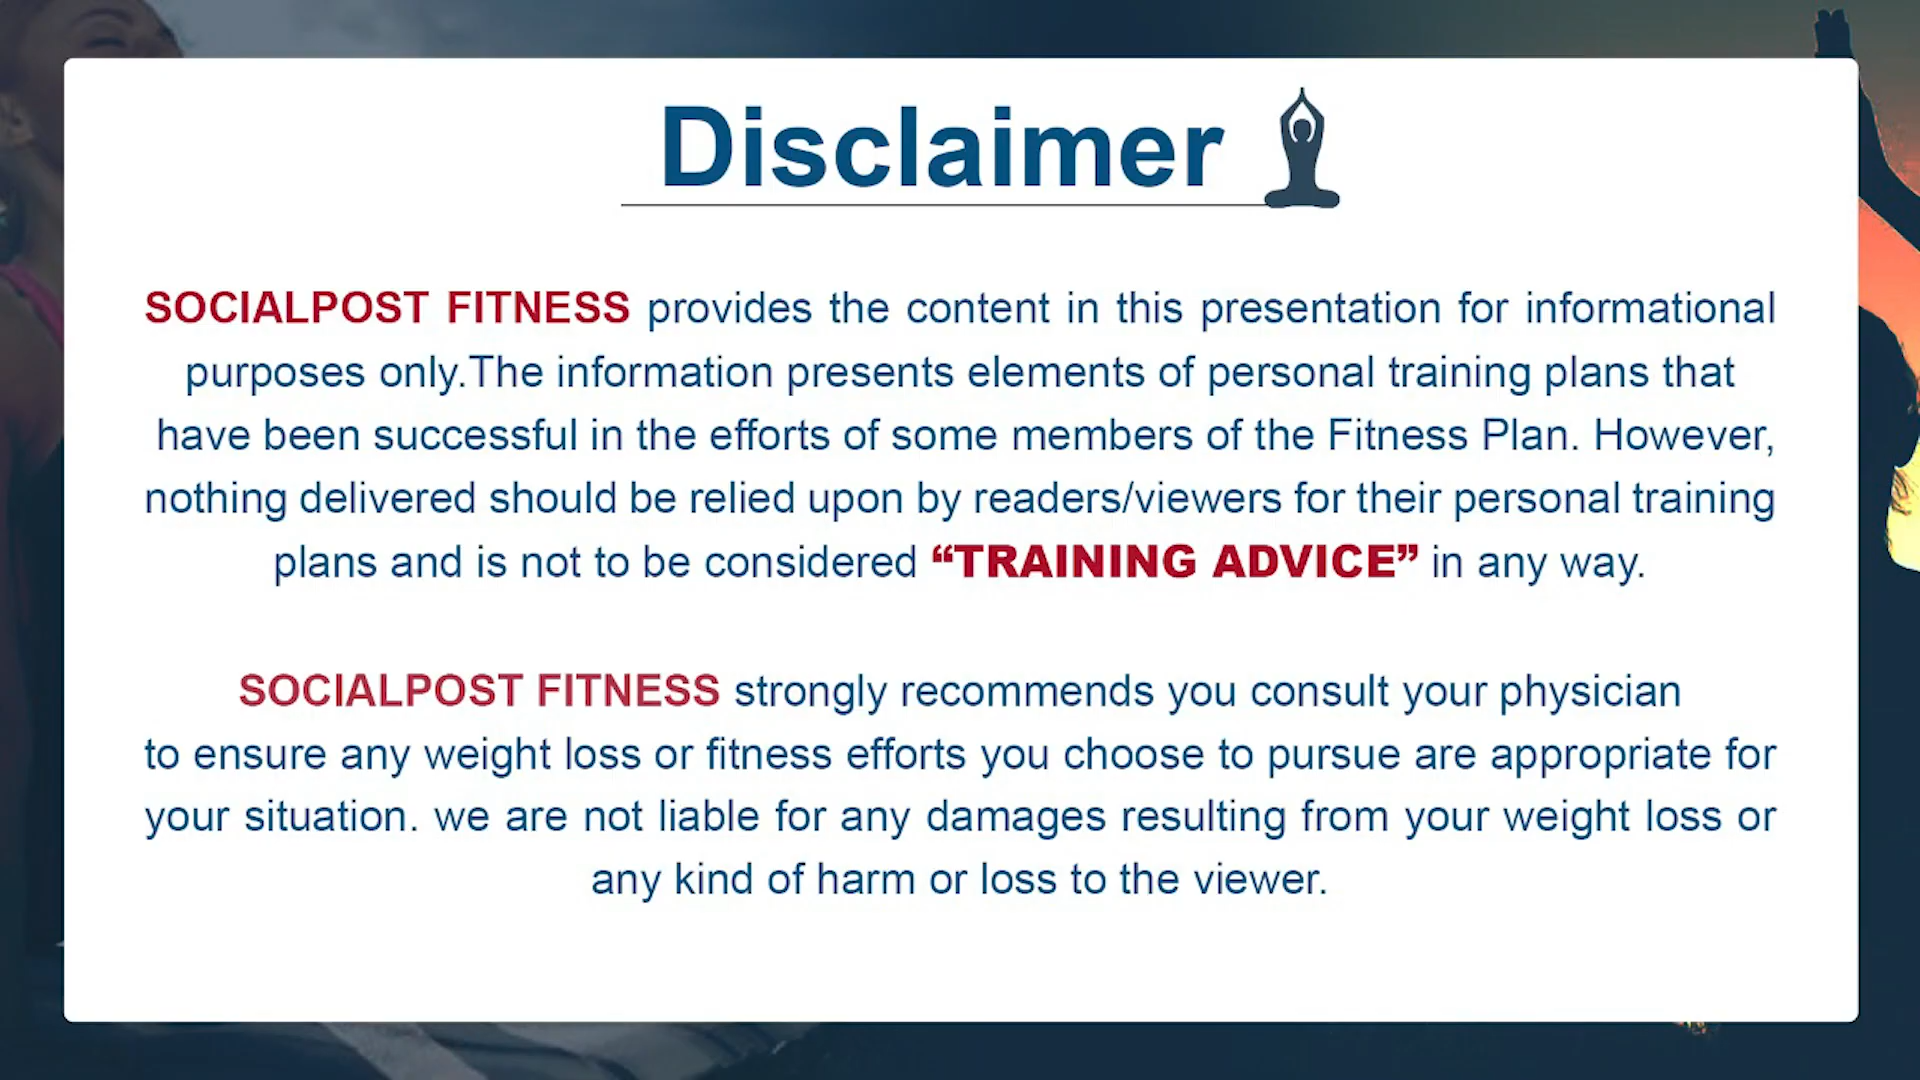 Disclaimer
SOCIALPOST FITNESS provides the content in this presentation for informational
purposes only.The information presents elements of personal training plans that
have been successful in the efforts of some members of the Fitness Plan. However,
nothing delivered should be relied upon by readers/viewers for their personal training
plans and is not to be considered “TRAINING ADVICE” in any way.
SOCIALPOST FITNESS strongly recommends you consult your physician
to ensure any weight loss or fitness efforts you choose to pursue are appropriate for
your situation. we are not liable for any damages resulting from your weight loss or
any kind of harm or loss to the viewer.